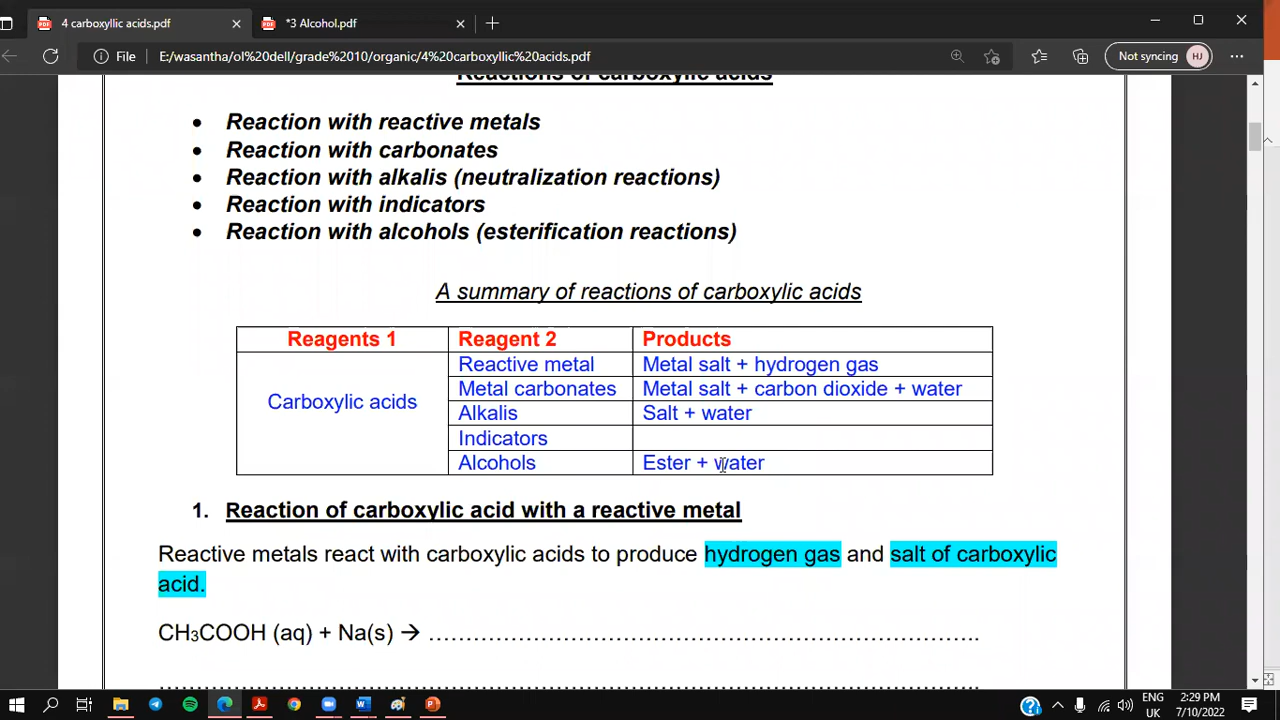 4 carboxyllic acids.pdf
*3 Alcohol.pdf
File
E:/wasantha/ol%20dell/grade%2010/organic/4%20carboxyllic%20acids.pdf
Not syncing
HJ
Reactions of carboxylic acids
• Reaction with reactive metals
• Reaction with carbonates
• Reaction with alkalis (neutralization reactions)
• Reaction with indicators
• Reaction with alcohols (esterification reactions)
A summary of reactions of carboxylic acids
Reagents 1 Reagent 2 Products
Reactive metal Metal salt + hydrogen gas
Metal carbonates Metal salt + carbon dioxide + water
Carboxylic acids
Alkalis Salt + water
Indicators
Alcohols Ester + water
1. Reaction of carboxylic acid with a reactive metal
Reactive metals react with carboxylic acids to produce hydrogen gas and salt of carboxylic
acid.
CH₃COOH (aq) + Na(s) → ……………………………………………………………….
……………………………………………………………………………………………….
ENG 2:29 PM
UK 7/10/2022